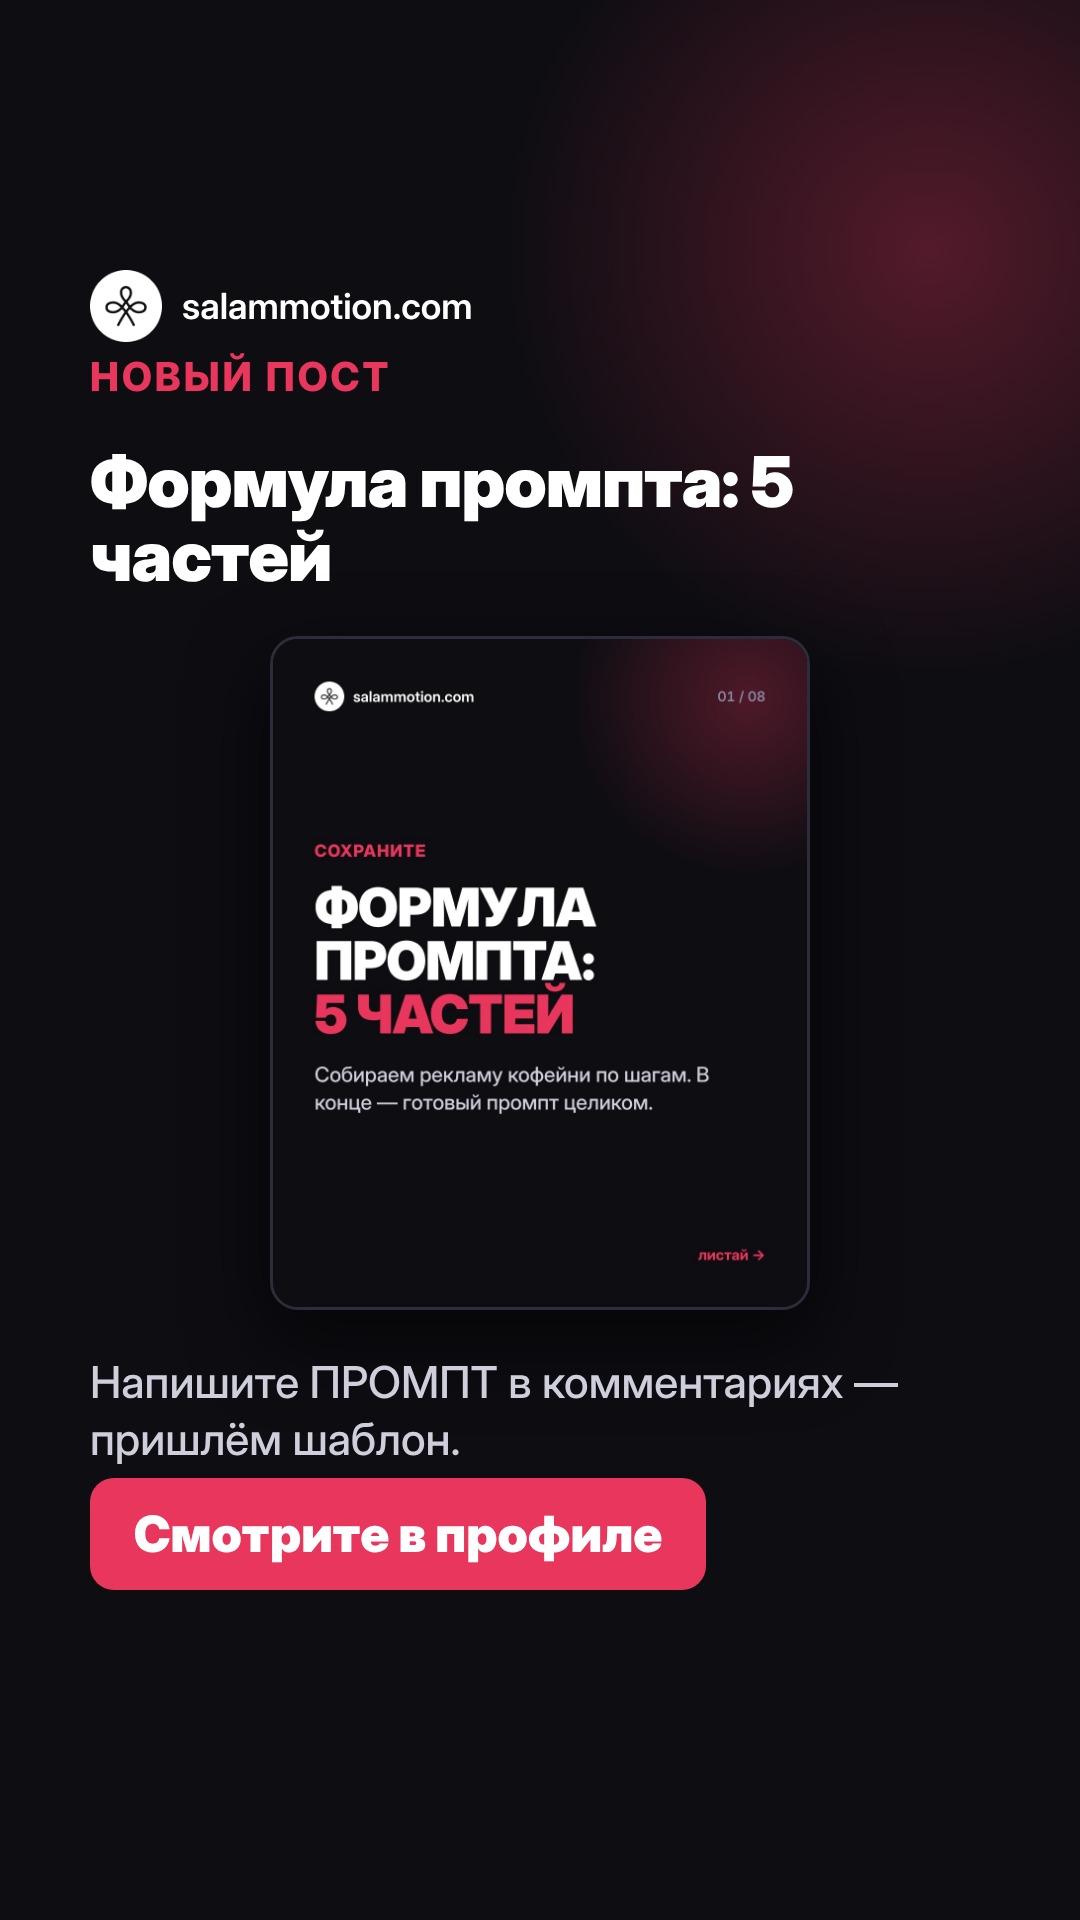 salammotion.com
НОВЫЙ ПОСТ
Формула промпта: 5
частей
salammotion.com
01 / 08
СОХРАНИТЕ
ФОРМУЛА
ПРОМПТА:
5 ЧАСТЕЙ
Собираем рекламу кофейни по шагам. В
конце — готовый промпт целиком.
листай →
Напишите ПРОМПТ в комментариях —
пришлём шаблон.
Смотрите в профиле